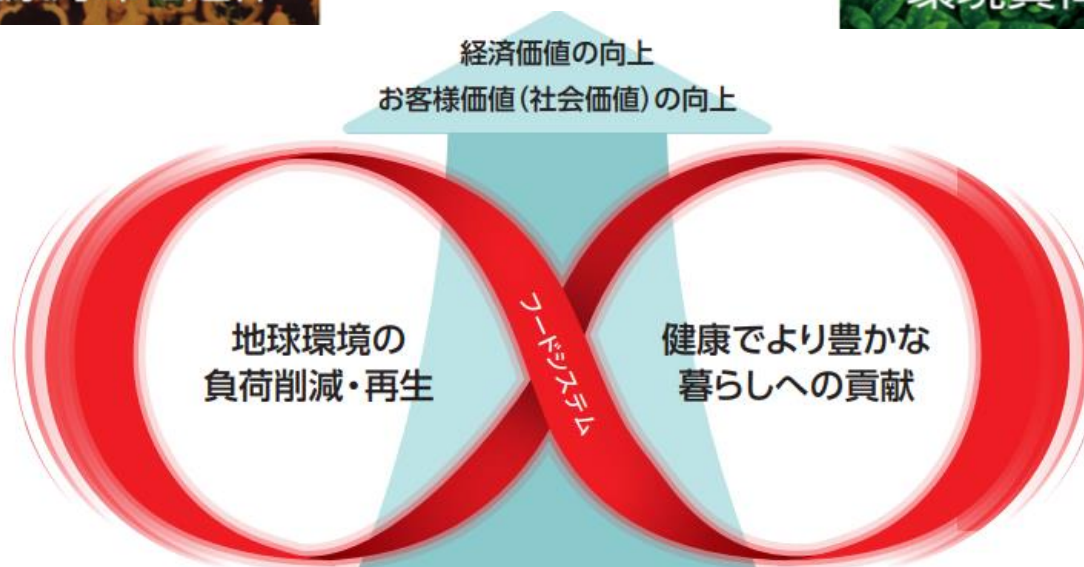 経済価値の向上
お客様価値(社会価値)の向上
地球環境の
負荷削減・再生
フードシステム
健康でより豊かな
暮らしへの貢献